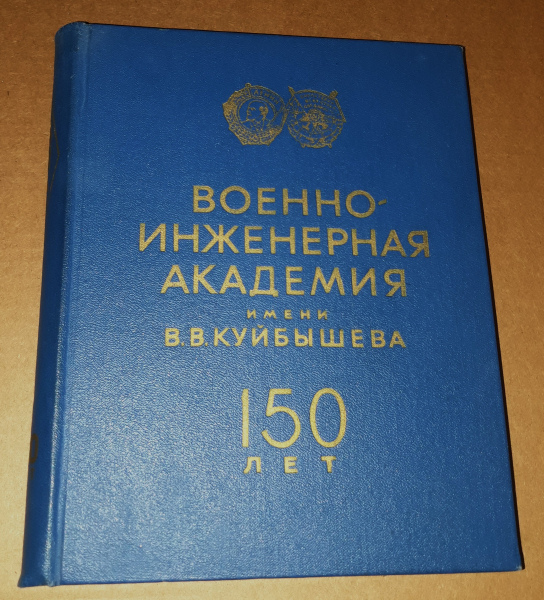 ВОЕННО-
ИНЖЕНЕРНАЯ
АКАДЕМИЯ
ИМЕНИ
В.В.КУЙБЫШЕВА
150
ЛЕТ